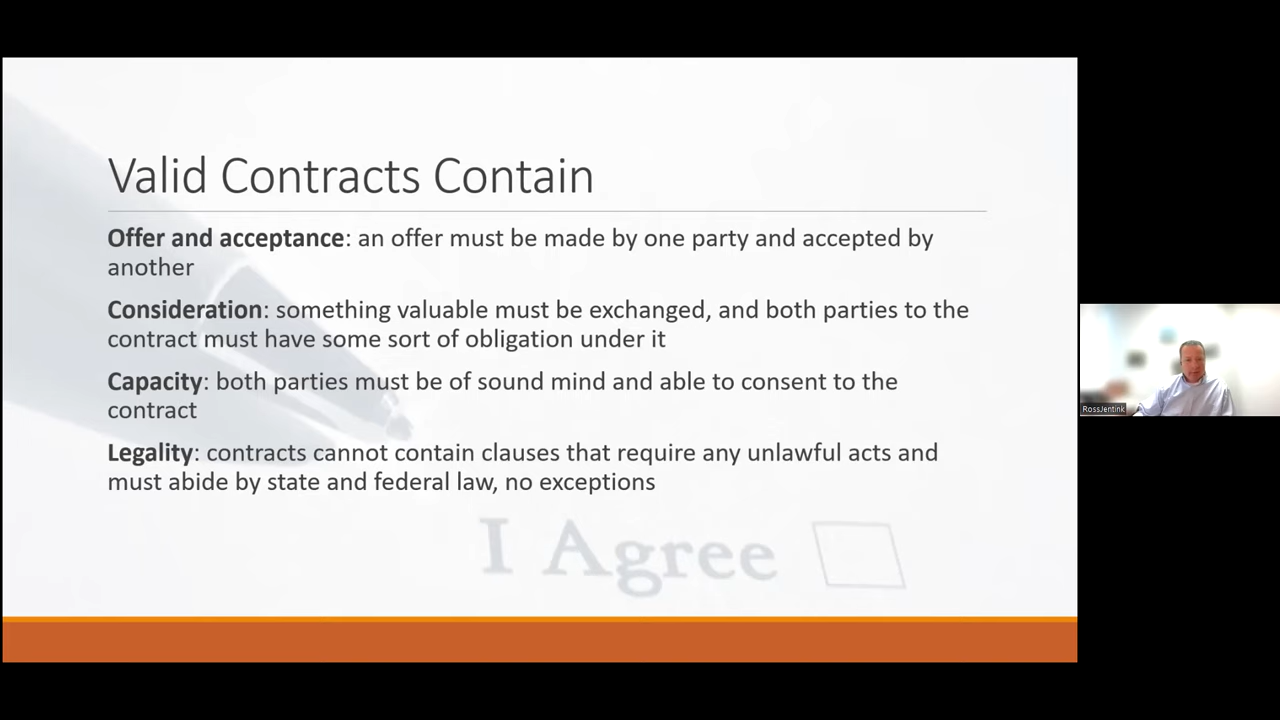 Valid Contracts Contain
Offer and acceptance: an offer must be made by one party and accepted by
another
Consideration: something valuable must be exchanged, and both parties to the
contract must have some sort of obligation under it
Capacity: both parties must be of sound mind and able to consent to the
contract
Legality: contracts cannot contain clauses that require any unlawful acts and
must abide by state and federal law, no exceptions
I Agree
RossJentink